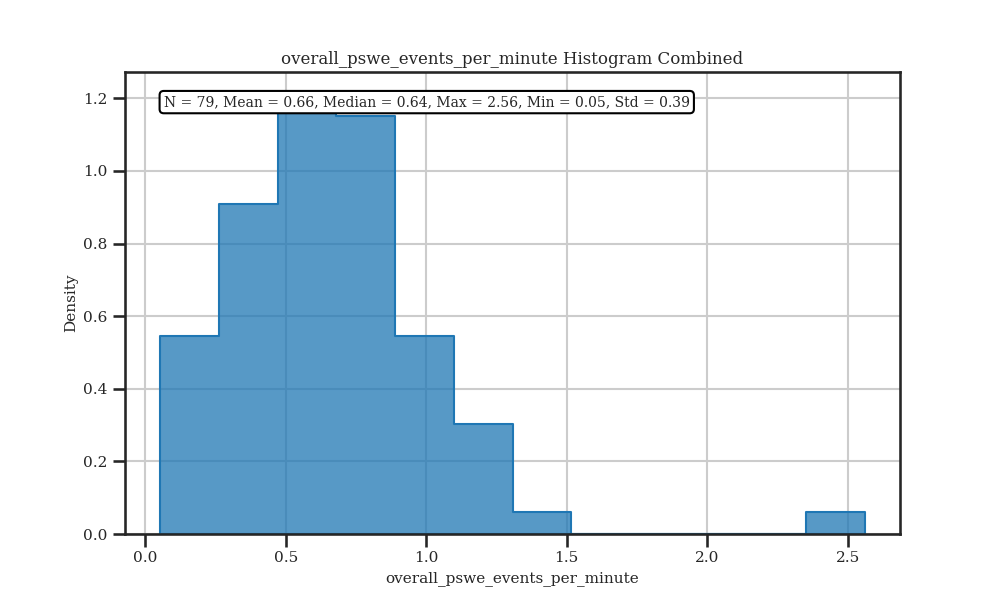 overall_pswe_events_per_minute Histogram Combined
N = 79, Mean = 0.66, Median = 0.64, Max = 2.56, Min = 0.05, Std = 0.39
1.2
1.0
0.8
0.6
0.4
0.2
0.0
Density
0.0 0.5 1.0 1.5 2.0 2.5
overall_pswe_events_per_minute